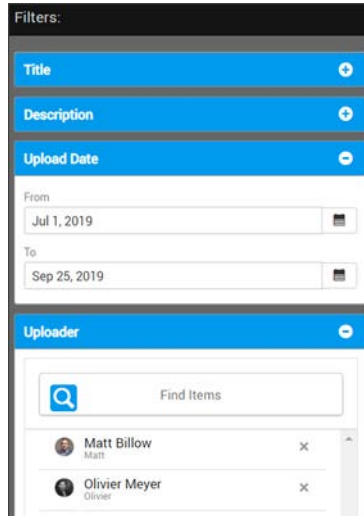 Filters:
Title
Description
Upload Date
From
Jul 1, 2019
To
Sep 25, 2019
Uploader
Find Items
Matt Billow
Matt
Olivier Meyer
Olivier